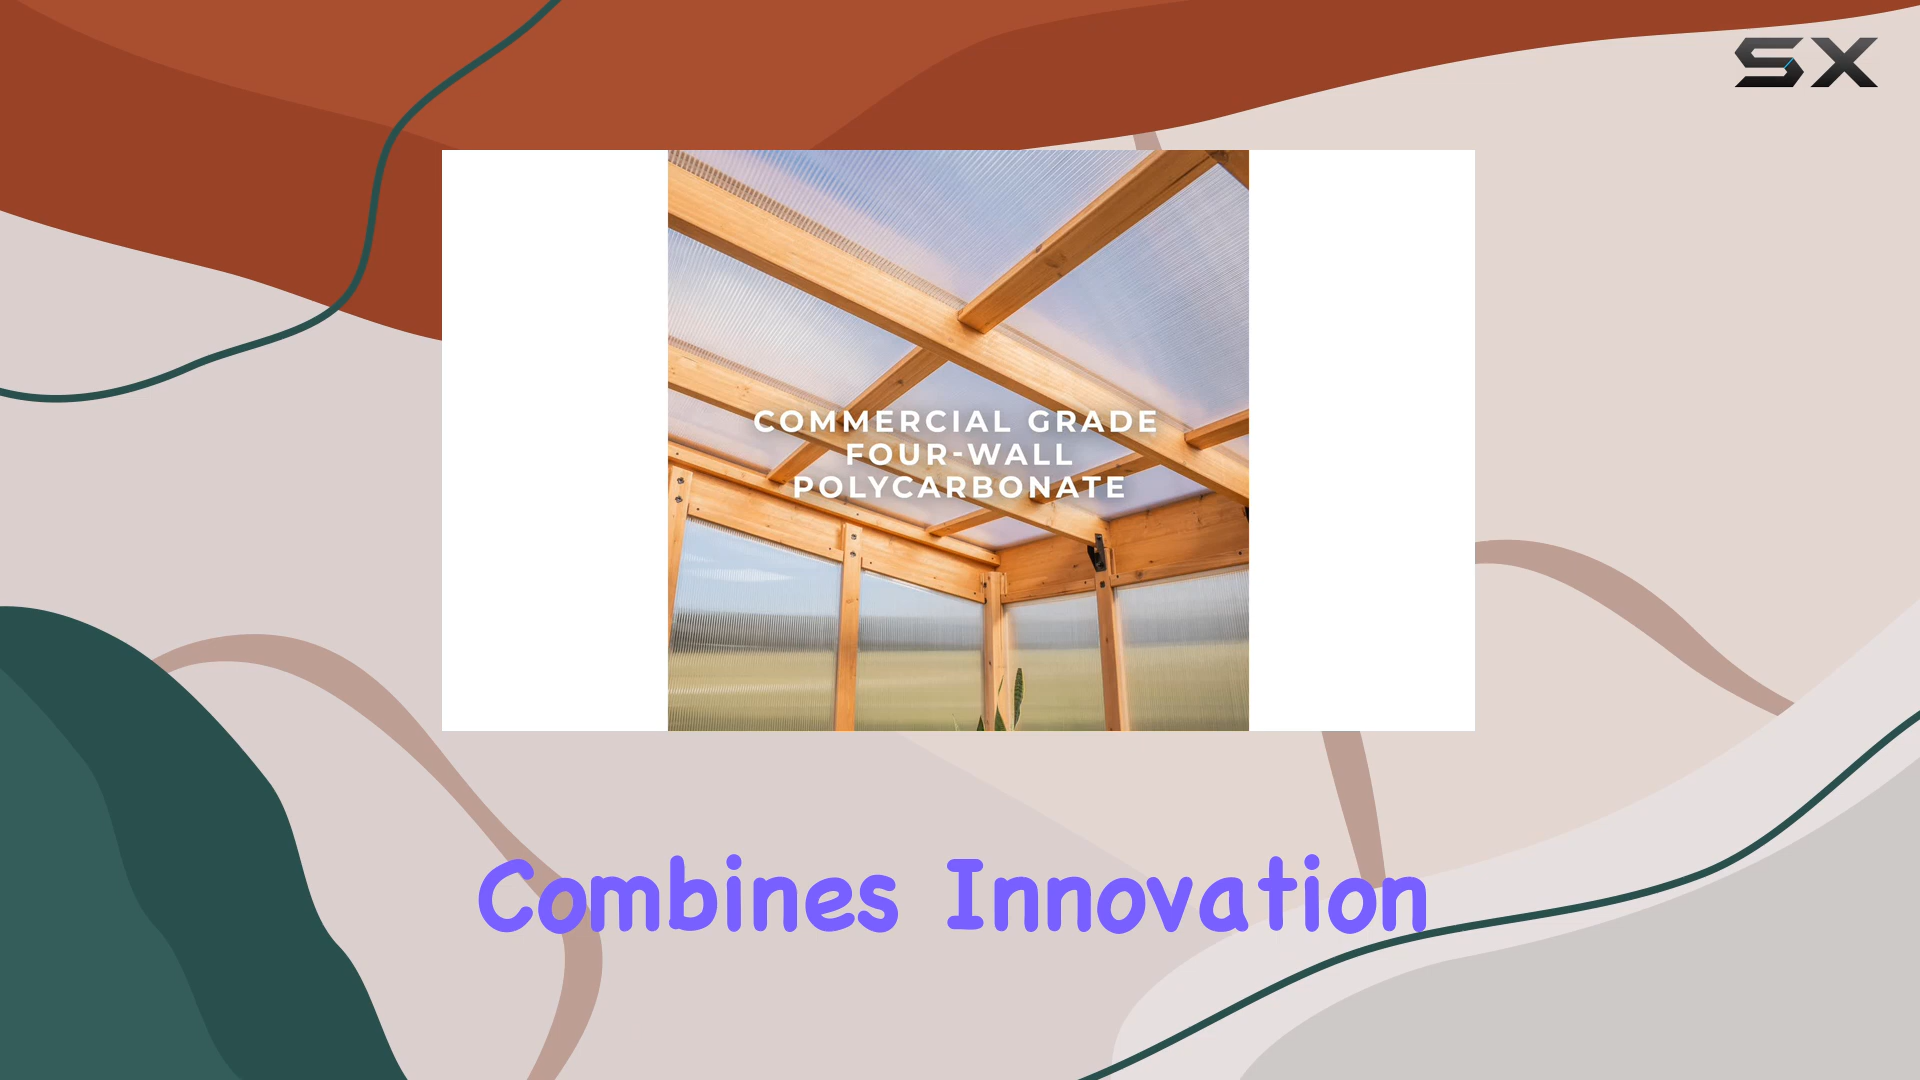 SX
COMMERCIAL GRADE
FOUR-WALL
POLYCARBONATE
Combines Innovation